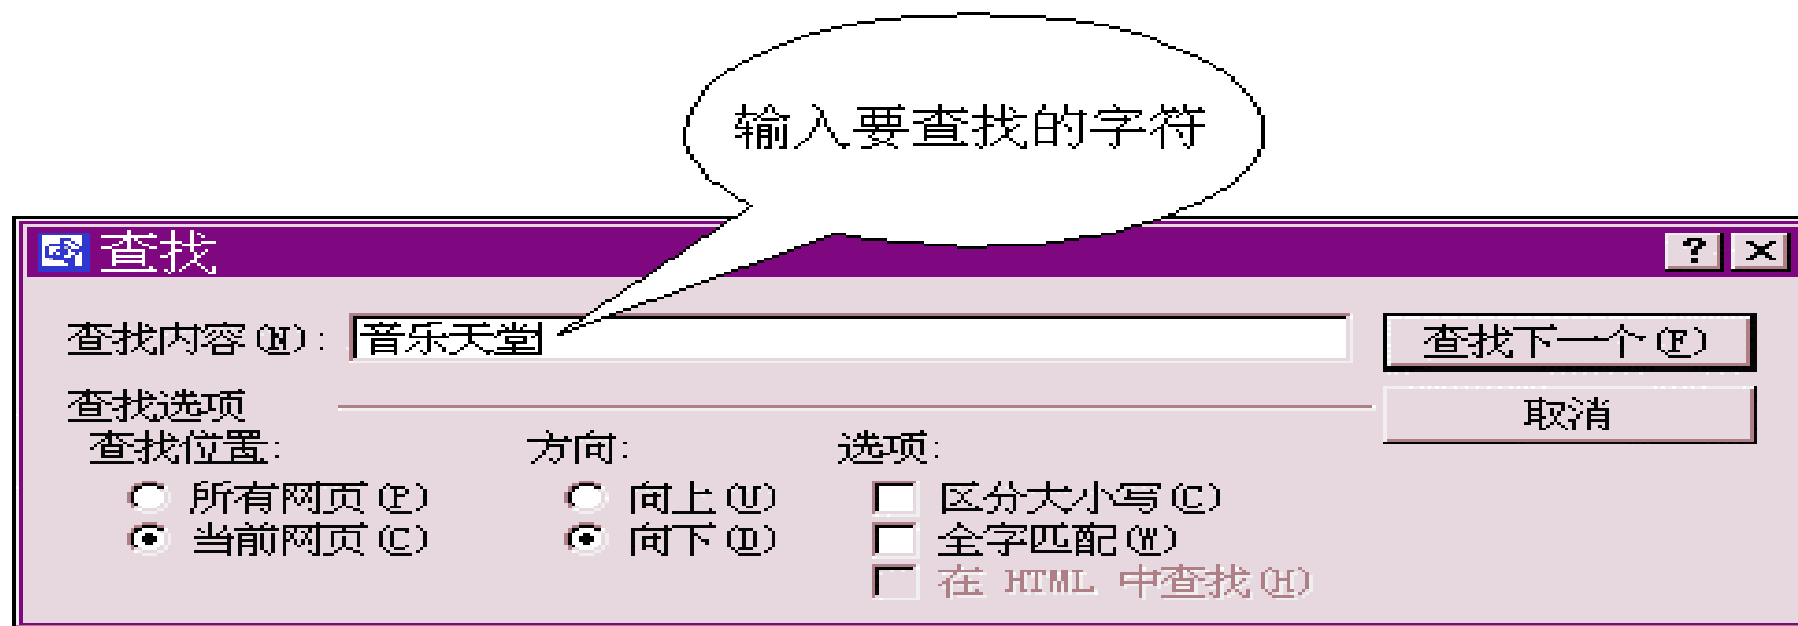 输入要查找的字符
查找
查找内容(N): 音乐天堂 查找下一个(F)
查找选项 取消
查找位置: 方向: 选项:
所有网页(P) 向上(U) 区分大小写(C)
当前网页(C) 向下(D) 全字匹配(W)
在 HTML 中查找(H)